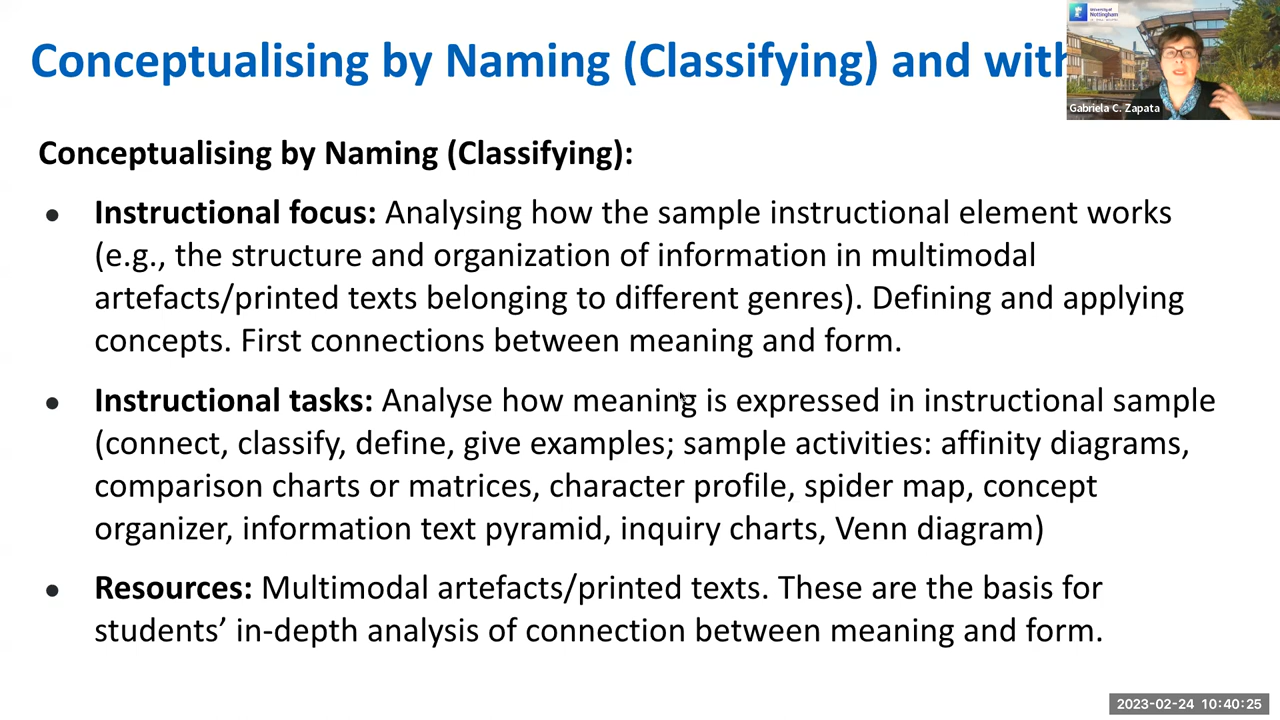 Conceptualising by Naming (Classifying) and with
University of
Nottingham
Gabriela C. Zapata
Conceptualising by Naming (Classifying):
● Instructional focus: Analysing how the sample instructional element works
(e.g., the structure and organization of information in multimodal
artefacts/printed texts belonging to different genres). Defining and applying
concepts. First connections between meaning and form.
● Instructional tasks: Analyse how meaning is expressed in instructional sample
(connect, classify, define, give examples; sample activities: affinity diagrams,
comparison charts or matrices, character profile, spider map, concept
organizer, information text pyramid, inquiry charts, Venn diagram)
● Resources: Multimodal artefacts/printed texts. These are the basis for
students’ in-depth analysis of connection between meaning and form.
2023-02-24 10:40:25